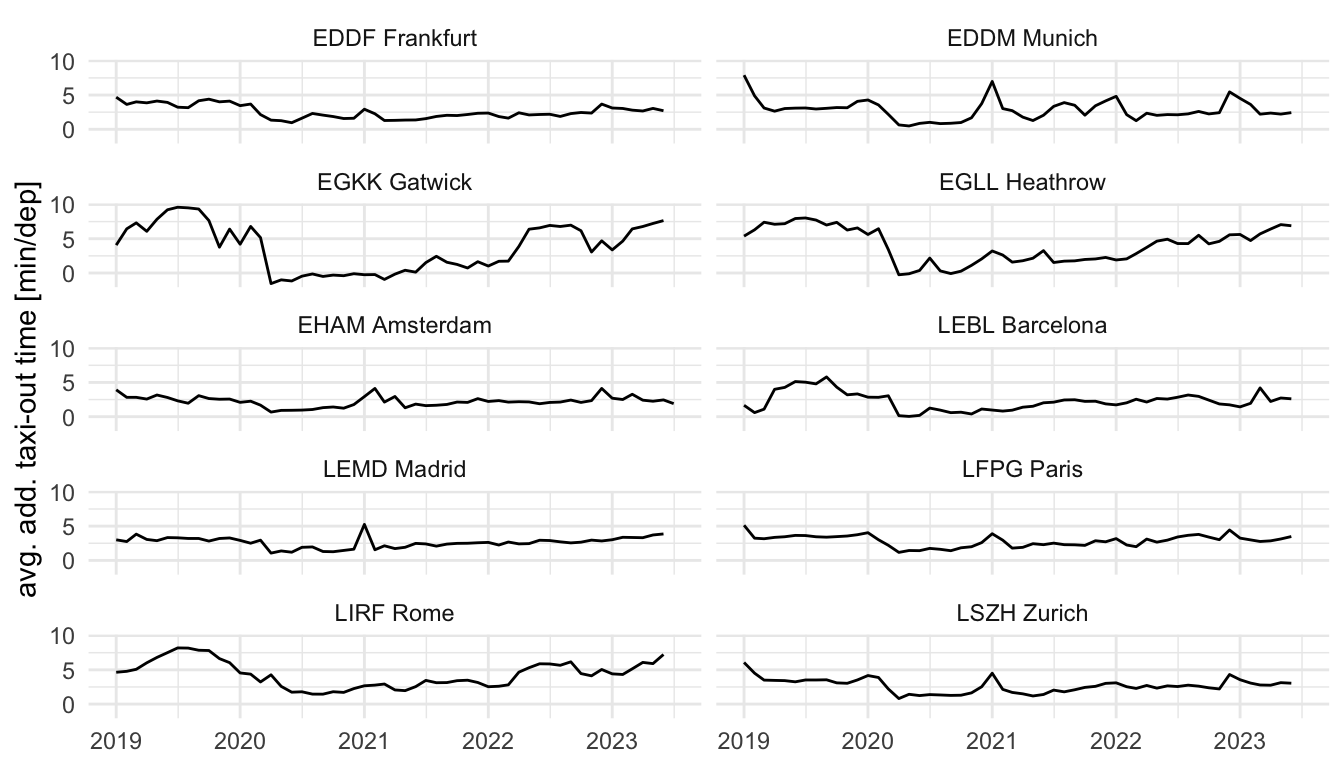 EDDF Frankfurt
EDDM Munich
10
5
0
EGKK Gatwick
EGLL Heathrow
10
5
0
EHAM Amsterdam
LEBL Barcelona
10
5
0
LEMD Madrid
LFPG Paris
10
5
0
LIRF Rome
LSZH Zurich
10
5
0
2019 2020 2021 2022 2023
2019 2020 2021 2022 2023
avg. add. taxi-out time [min/dep]